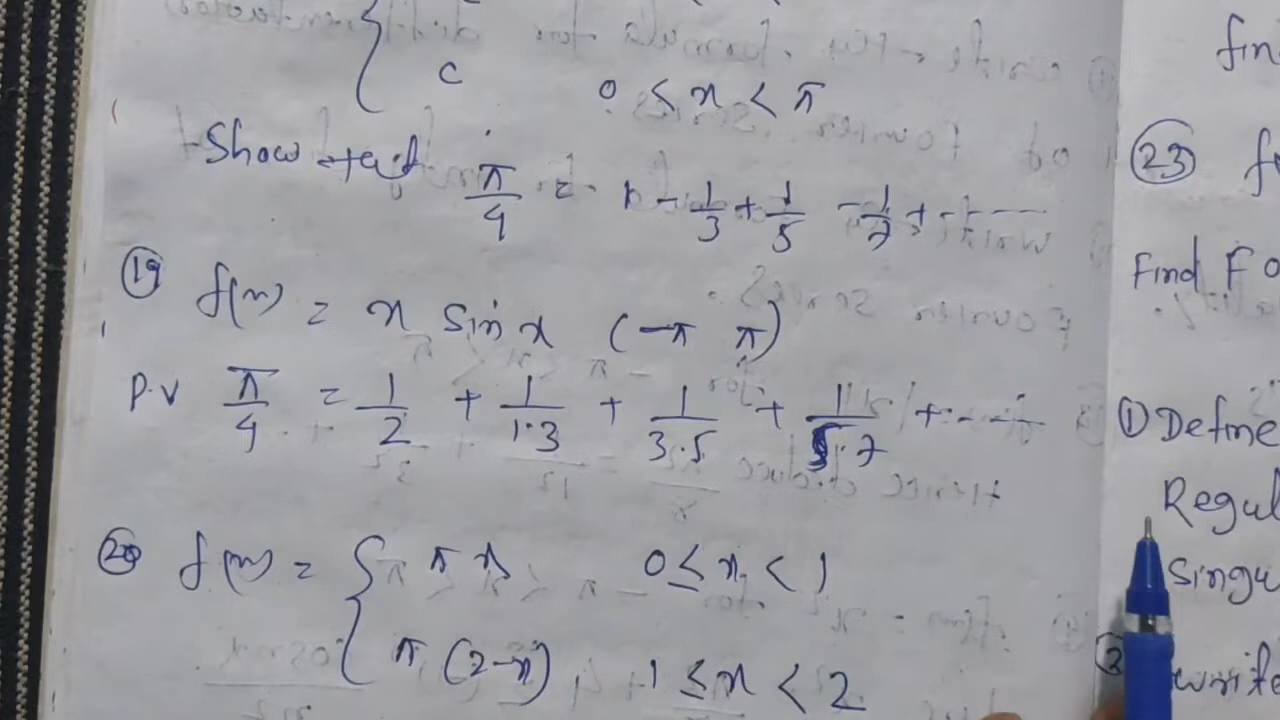 c 0 ≤ x < π
Show that π/4 = 1 - 1/3 + 1/5 - 1/7 + -----
(19) f(x) = x sin x (-π π)
P.V π/4 = 1/2 + 1/1·3 + 1/3·5 + 1/5·7 + ----
(20) f(x) = { πx 0 ≤ x < 1
π(2-x), 1 ≤ x < 2
fin
(23) f
Find Fo
(1) Define
Regul
Singu
write